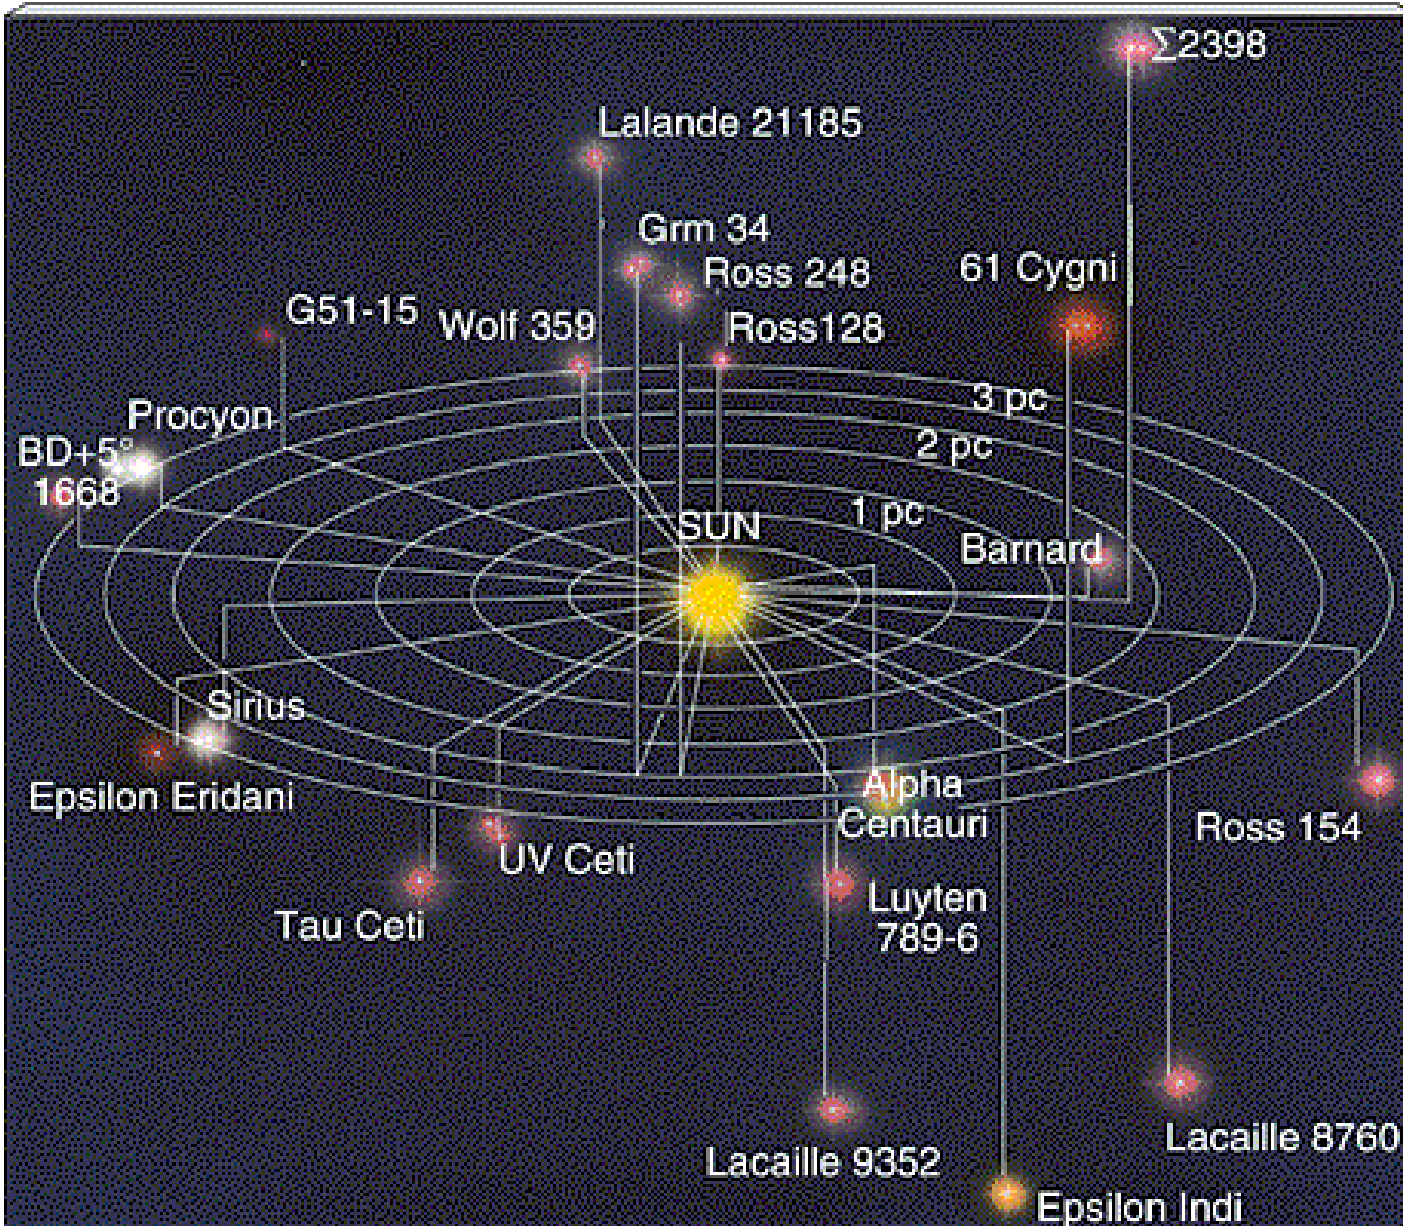 ∑2398
Lalande 21185
Grm 34
Ross 248
61 Cygni
G51-15
Wolf 359
Ross128
3 pc
Procyon
2 pc
BD+5°
1668
1 pc
SUN
Barnard
Sirius
Epsilon Eridani
Alpha
Centauri
Ross 154
UV Ceti
Tau Ceti
Luyten
789-6
Lacaille 8760
Lacaille 9352
Epsilon Indi